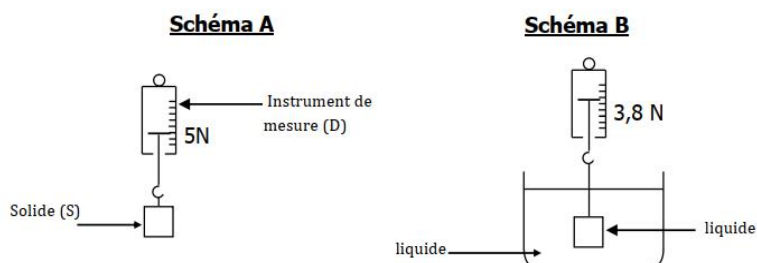 Schéma A
Schéma B
Instrument de
mesure (D)
5N
3,8 N
Solide (S)
liquide
liquide